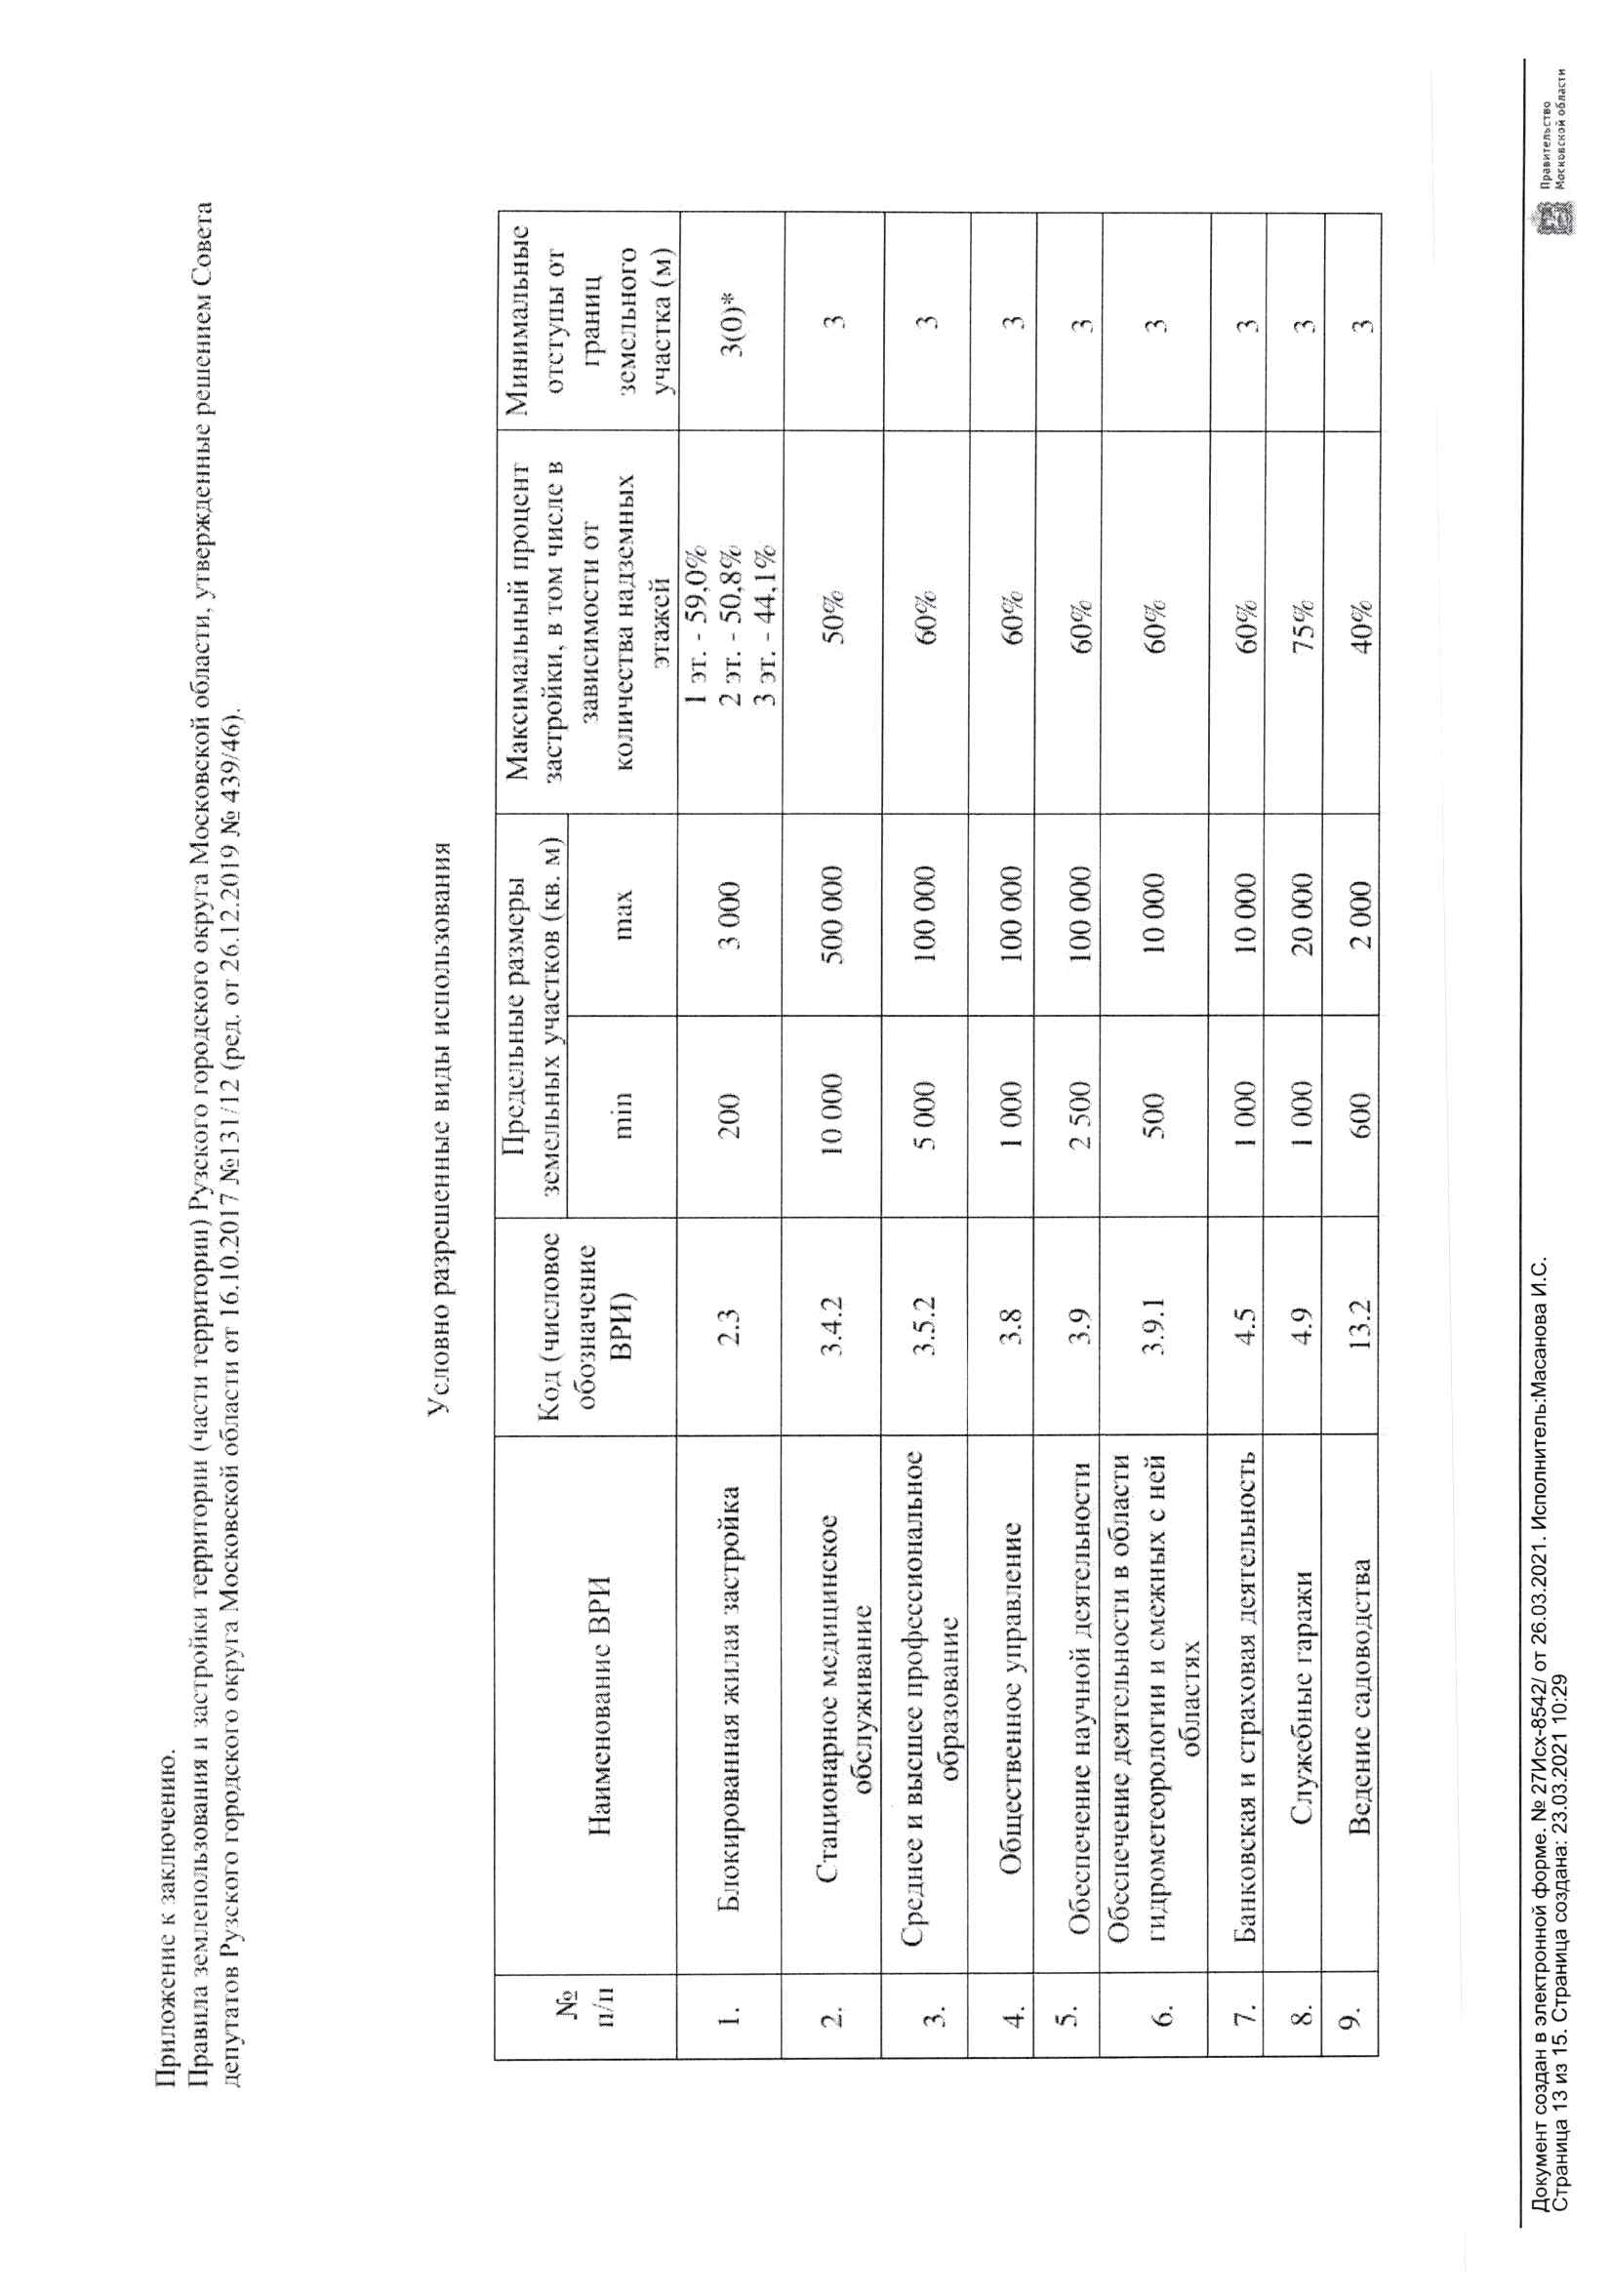 Приложение к заключению.
Правила землепользования и застройки территории (части территории) Рузского городского округа Московской области, утвержденные решением Совета
депутатов Рузского городского округа Московской области от 16.10.2017 №131/12 (ред. от 26.12.2019 № 439/46).
Условно разрешенные виды использования
№
п/п
Наименование ВРИ
Код (числовое
обозначение
ВРИ)
Предельные размеры
земельных участков (кв. м)
min
max
Максимальный процент
застройки, в том числе в
зависимости от
количества надземных
этажей
Минимальные
отступы от
границ
земельного
участка (м)
1.
Блокированная жилая застройка
2.3
200
3 000
1 эт. - 59,0%
2 эт. - 50,8%
3 эт. - 44,1%
3(0)*
2.
Стационарное медицинское
обслуживание
3.4.2
10 000
500 000
50%
3
3.
Среднее и высшее профессиональное
образование
3.5.2
5 000
100 000
60%
3
4.
Общественное управление
3.8
1 000
100 000
60%
3
5.
Обеспечение научной деятельности
3.9
2 500
100 000
60%
3
6.
Обеспечение деятельности в области
гидрометеорологии и смежных с ней
областях
3.9.1
500
10 000
60%
3
7.
Банковская и страховая деятельность
4.5
1 000
10 000
60%
3
8.
Служебные гаражи
4.9
1 000
20 000
75%
3
9.
Ведение садоводства
13.2
600
2 000
40%
3
Документ создан в электронной форме. № 27Исх-8542/ от 26.03.2021. Исполнитель:Масанова И.С.
Страница 13 из 15. Страница создана: 23.03.2021 10:29
Правительство
Московской области